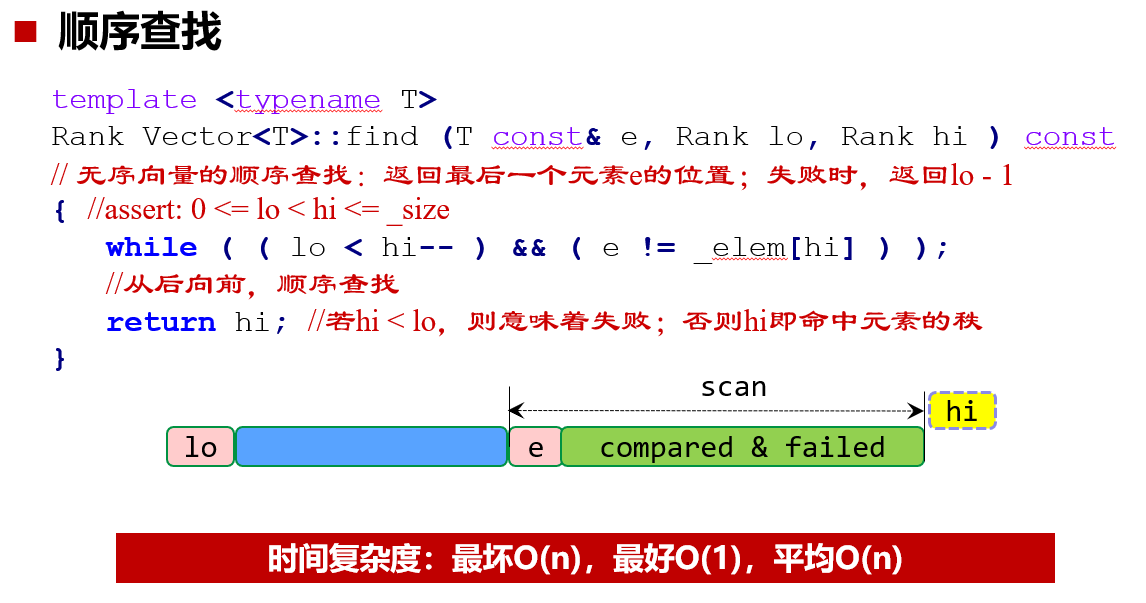 顺序查找
template <typename T>
Rank Vector<T>::find (T const& e, Rank lo, Rank hi ) const
// 无序向量的顺序查找：返回最后一个元素e的位置；失败时，返回lo - 1
{ //assert: 0 <= lo < hi <= _size
while ( ( lo < hi-- ) && ( e != _elem[hi] ) );
//从后向前，顺序查找
return hi; //若hi < lo，则意味着失败；否则hi即命中元素的秩
}
scan
hi
lo e compared & failed
时间复杂度：最坏O(n)，最好O(1)，平均O(n)